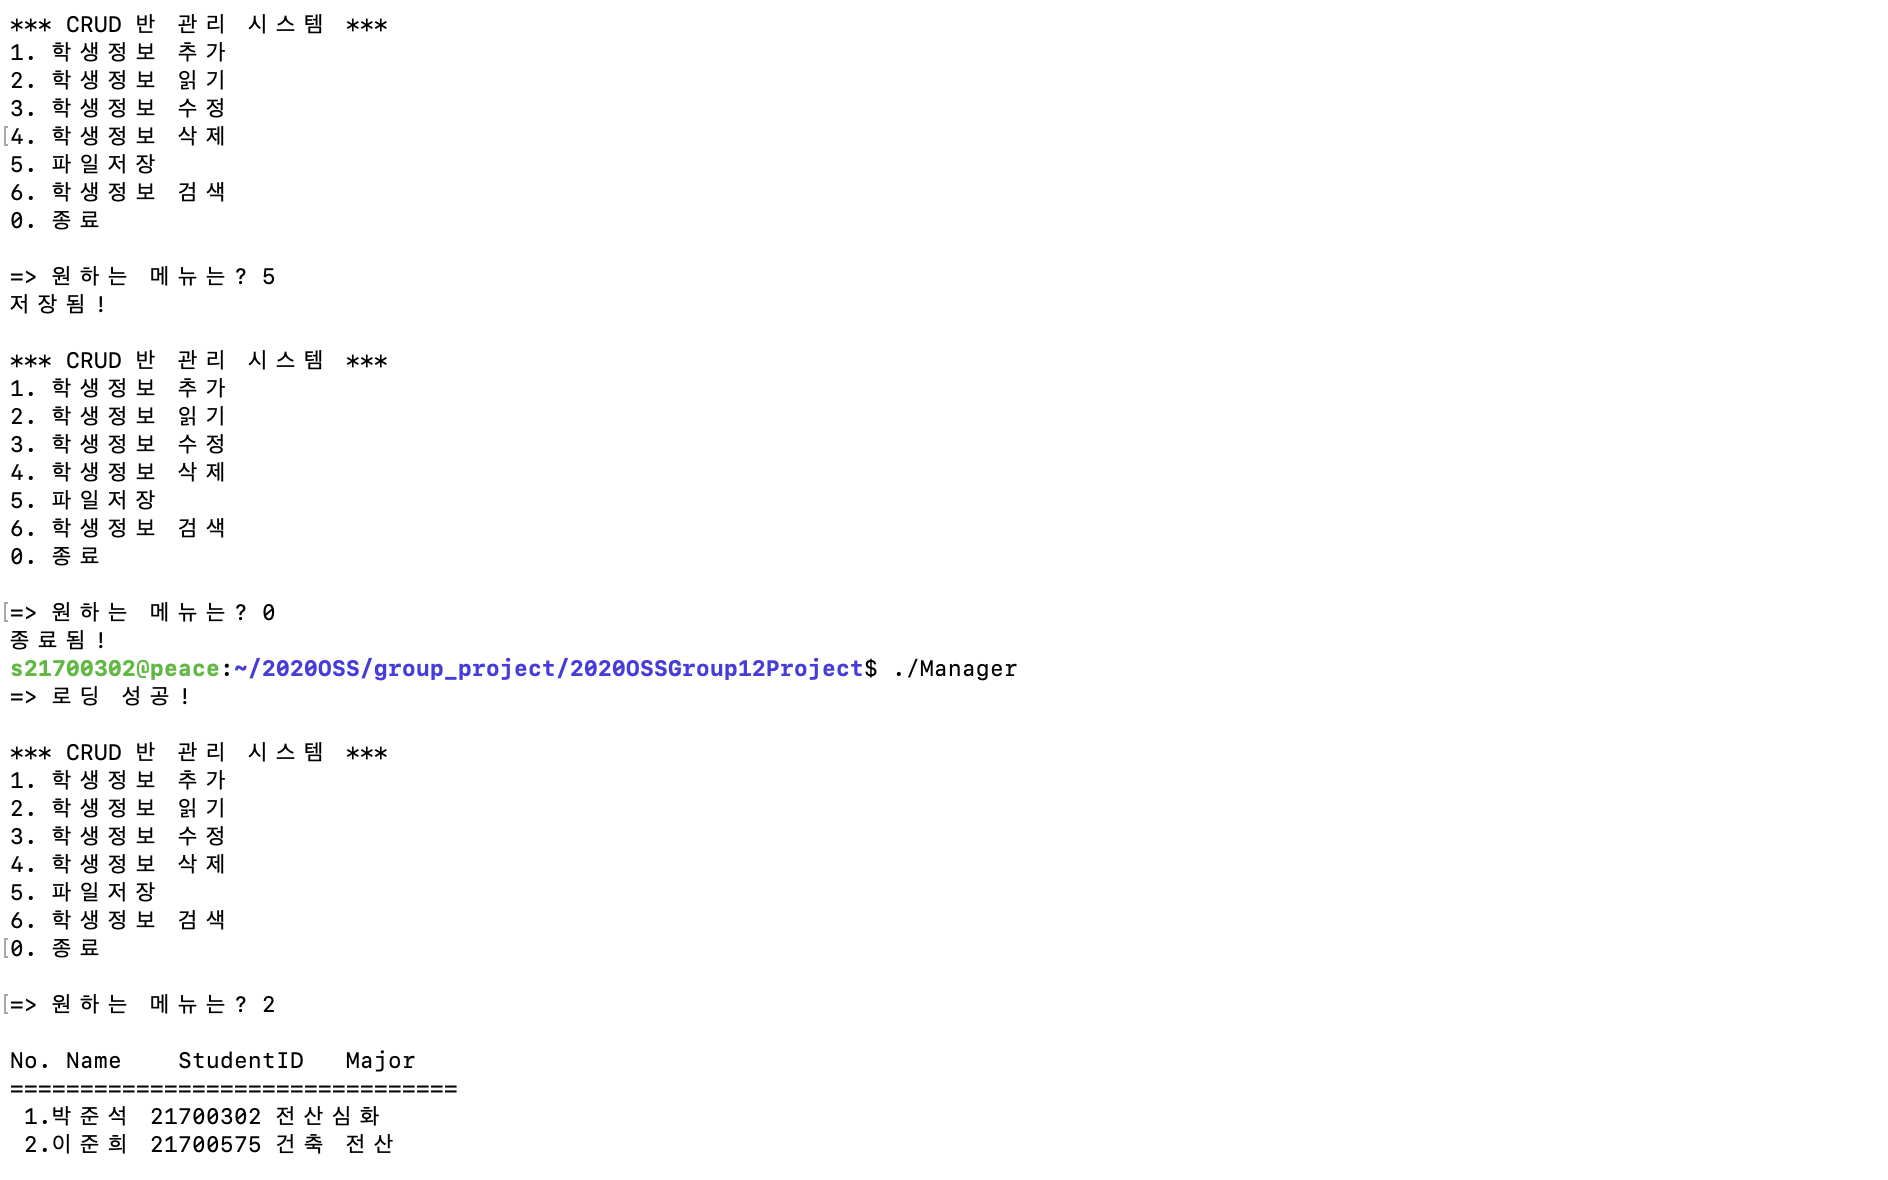 *** CRUD 반 관리 시스템 ***
1. 학생정보 추가
2. 학생정보 읽기
3. 학생정보 수정
[4. 학생정보 삭제
5. 파일저장
6. 학생정보 검색
0. 종료
=> 원하는 메뉴는? 5
저장됨!
*** CRUD 반 관리 시스템 ***
1. 학생정보 추가
2. 학생정보 읽기
3. 학생정보 수정
4. 학생정보 삭제
5. 파일저장
6. 학생정보 검색
0. 종료
[=> 원하는 메뉴는? 0
종료됨!
s21700302@peace:~/2020OSS/group_project/2020OSSGroup12Project$ ./Manager
=> 로딩 성공!
*** CRUD 반 관리 시스템 ***
1. 학생정보 추가
2. 학생정보 읽기
3. 학생정보 수정
4. 학생정보 삭제
5. 파일저장
6. 학생정보 검색
[0. 종료
[=> 원하는 메뉴는? 2
No. Name    StudentID   Major
================================
 1.박준석 21700302 전산심화
 2.이준희 21700575 건축 전산